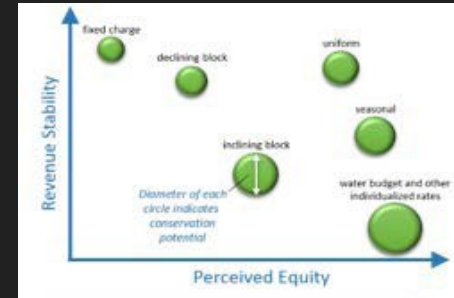 fixed charge
declining block
uniform
seasonal
inclining block
water budget and other
individualized rates
Diameter of each
circle indicates
conservation
potential
Revenue Stability
Perceived Equity